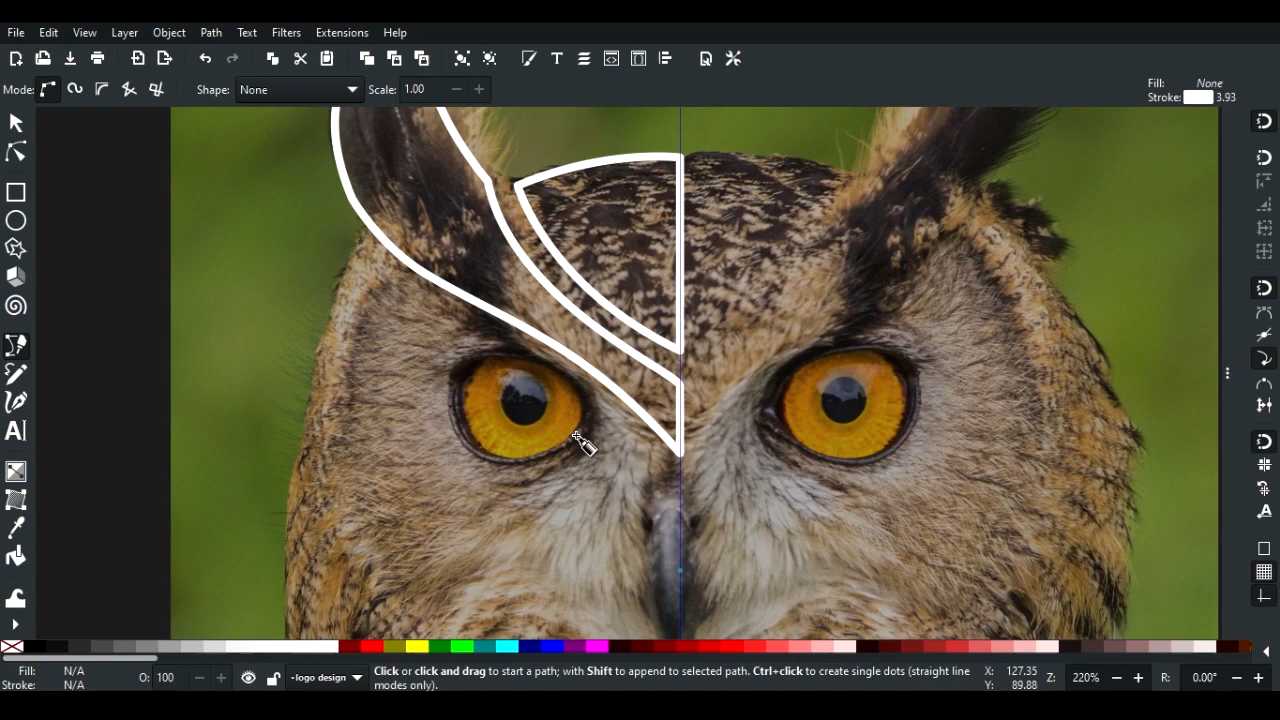 File Edit View Layer Object Path Text Filters Extensions Help
Mode: Shape: None Scale: 1.00
Fill: None
Stroke: 3.93
Fill: N/A
Stroke: N/A
O: 100
logo design
Click or click and drag to start a path; with Shift to append to selected path. Ctrl+click to create single dots (straight line
modes only).
X: 127.35
Y: 89.88
Z: 220%
R: 0.00°